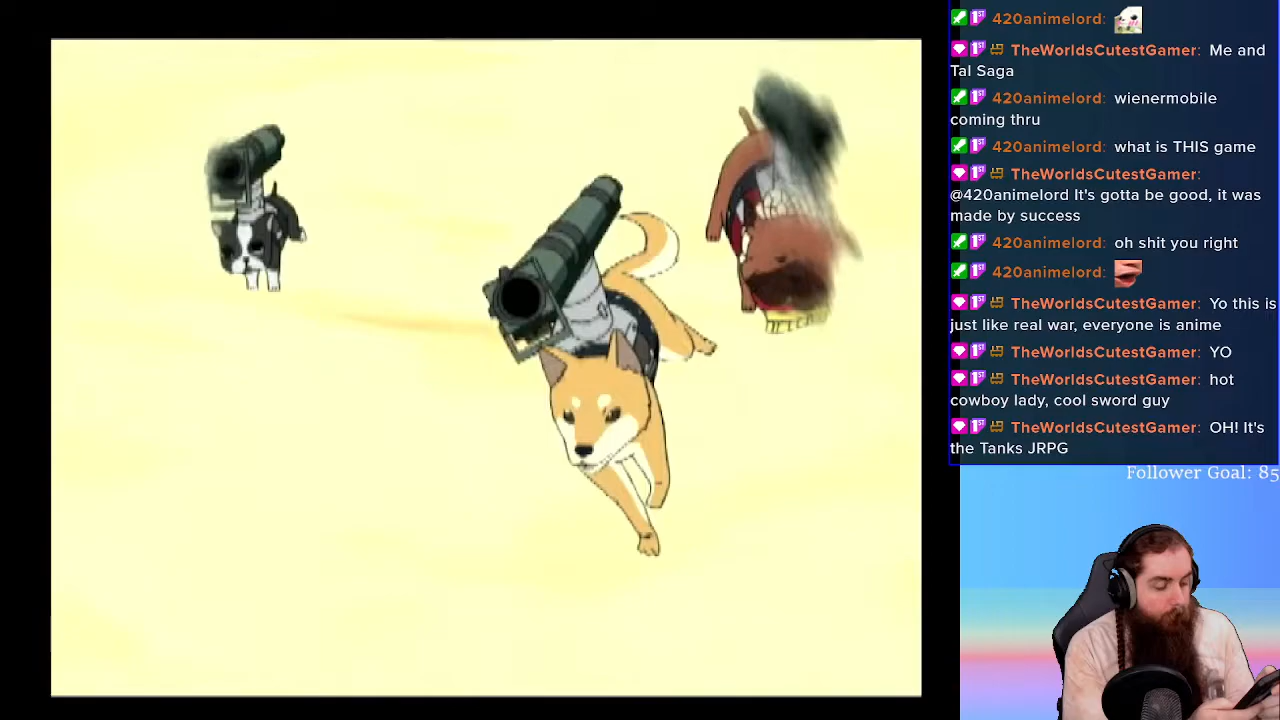 420animelord:
TheWorldsCutestGamer: Me and
Tal Saga
420animelord: wienermobile
coming thru
420animelord: what is THIS game
TheWorldsCutestGamer:
@420animelord It's gotta be good, it was
made by success
420animelord: oh shit you right
420animelord:
TheWorldsCutestGamer: Yo this is
just like real war, everyone is anime
TheWorldsCutestGamer: YO
TheWorldsCutestGamer: hot
cowboy lady, cool sword guy
TheWorldsCutestGamer: OH! It's
the Tanks JRPG
Follower Goal: 85